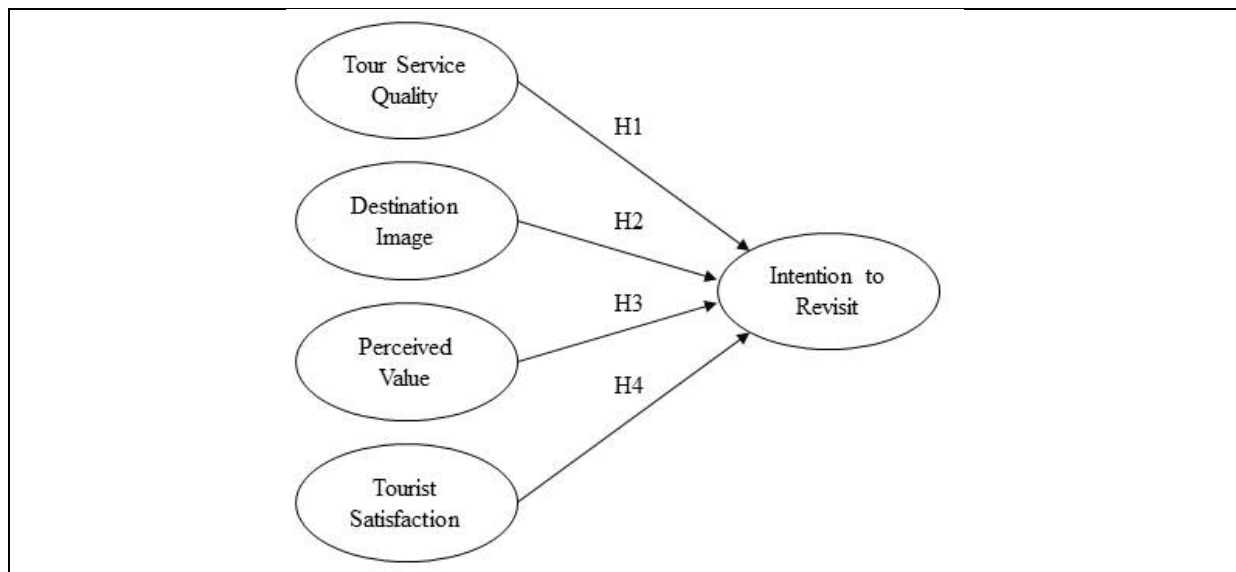 Tour Service
Quality
H1
Destination
Image
H2
Intention to
Revisit
H3
Perceived
Value
H4
Tourist
Satisfaction